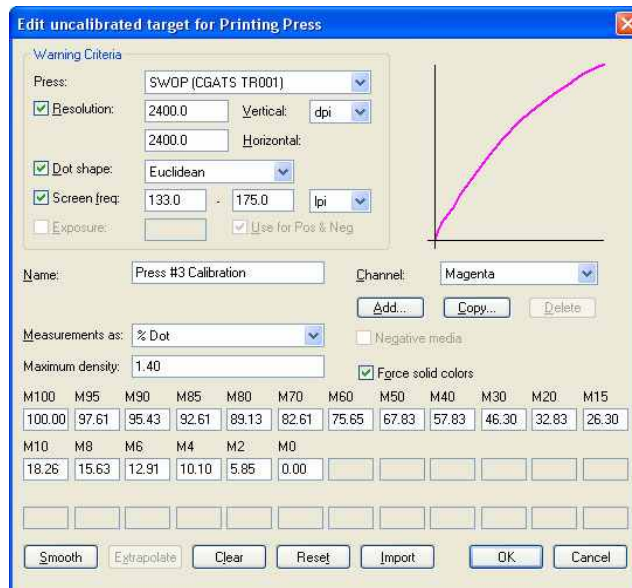 Edit uncalibrated target for Printing Press
Warning Criteria
Press: SWOP (CGATS TR001)
Resolution: 2400.0 Vertical: dpi
2400.0 Horizontal:
Dot shape: Euclidean
Screen freq: 133.0 - 175.0 lpi
Exposure: Use for Pos & Neg
Name: Press #3 Calibration Channel: Magenta
Add... Copy... Delete
Measurements as: % Dot Negative media
Maximum density: 1.40 Force solid colors
M100 M95 M90 M85 M80 M70 M60 M50 M40 M30 M20 M15
100.00 97.61 95.43 92.61 89.13 82.61 75.65 67.83 57.83 46.30 32.83 26.30
M10 M8 M6 M4 M2 M0
18.26 15.63 12.91 10.10 5.85 0.00
Smooth Extrapolate Clear Reset Import OK Cancel